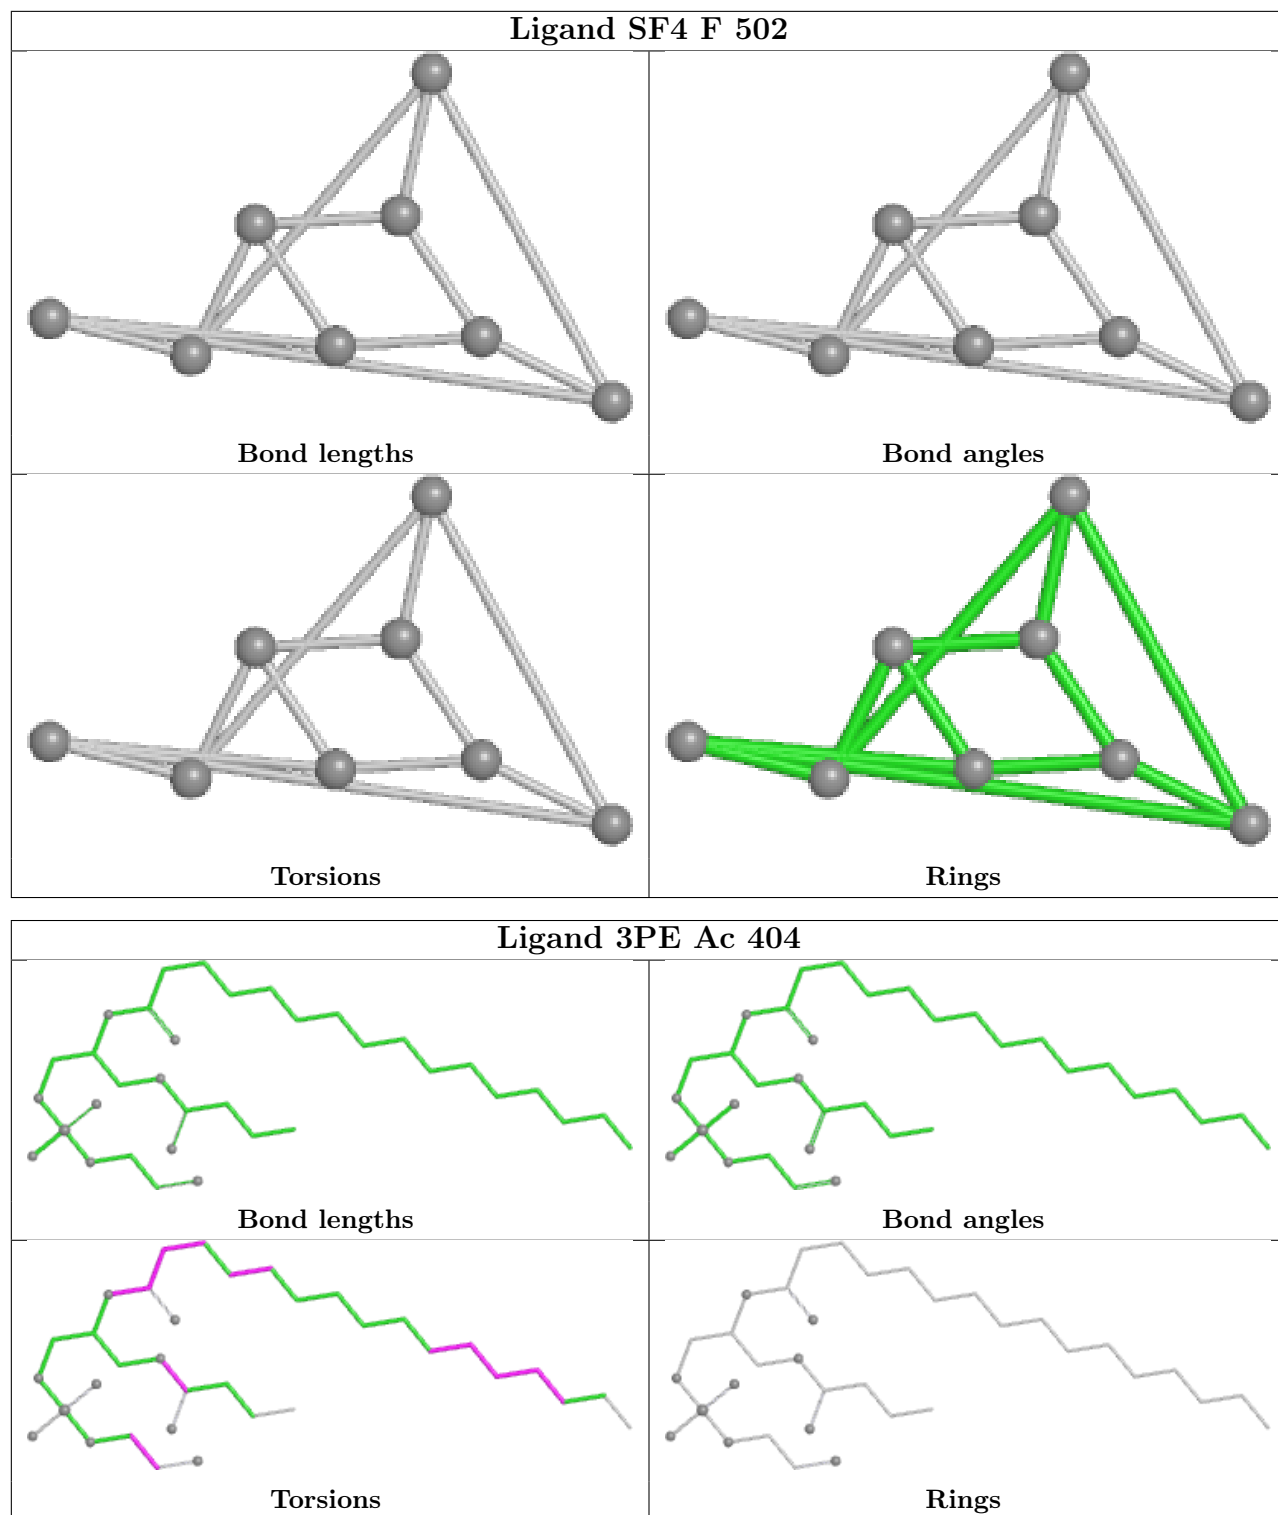 Ligand SF4 F 502
Bond lengths
Bond angles
Torsions
Rings
Ligand 3PE Ac 404
Bond lengths
Bond angles
Torsions
Rings